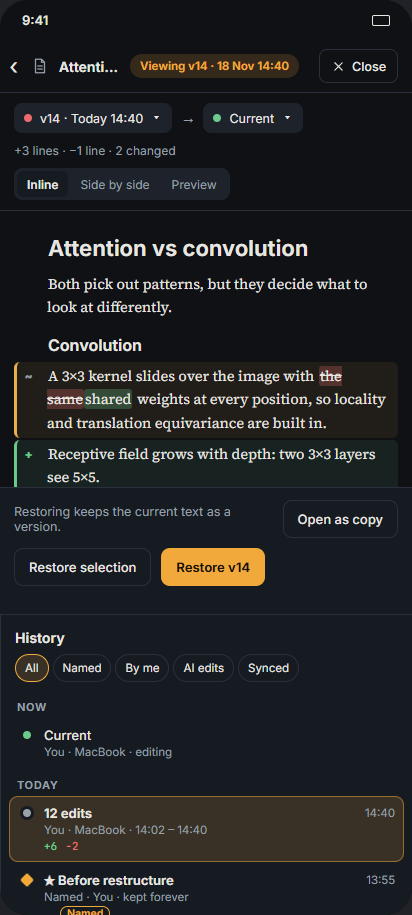 9:41
Attenti... Viewing v14 · 18 Nov 14:40 Close
v14 · Today 14:40 → Current
+3 lines · −1 line · 2 changed
Inline Side by side Preview
Attention vs convolution
Both pick out patterns, but they decide what to
look at differently.
Convolution
~ A 3×3 kernel slides over the image with the
same shared weights at every position, so locality
and translation equivariance are built in.
+ Receptive field grows with depth: two 3×3 layers
see 5×5.
Restoring keeps the current text as a
version.
Open as copy
Restore selection Restore v14
History
All Named By me AI edits Synced
NOW
Current
You · MacBook · editing
TODAY
12 edits 14:40
You · MacBook · 14:02 – 14:40
+6 -2
★ Before restructure 13:55
Named · You · kept forever
Named